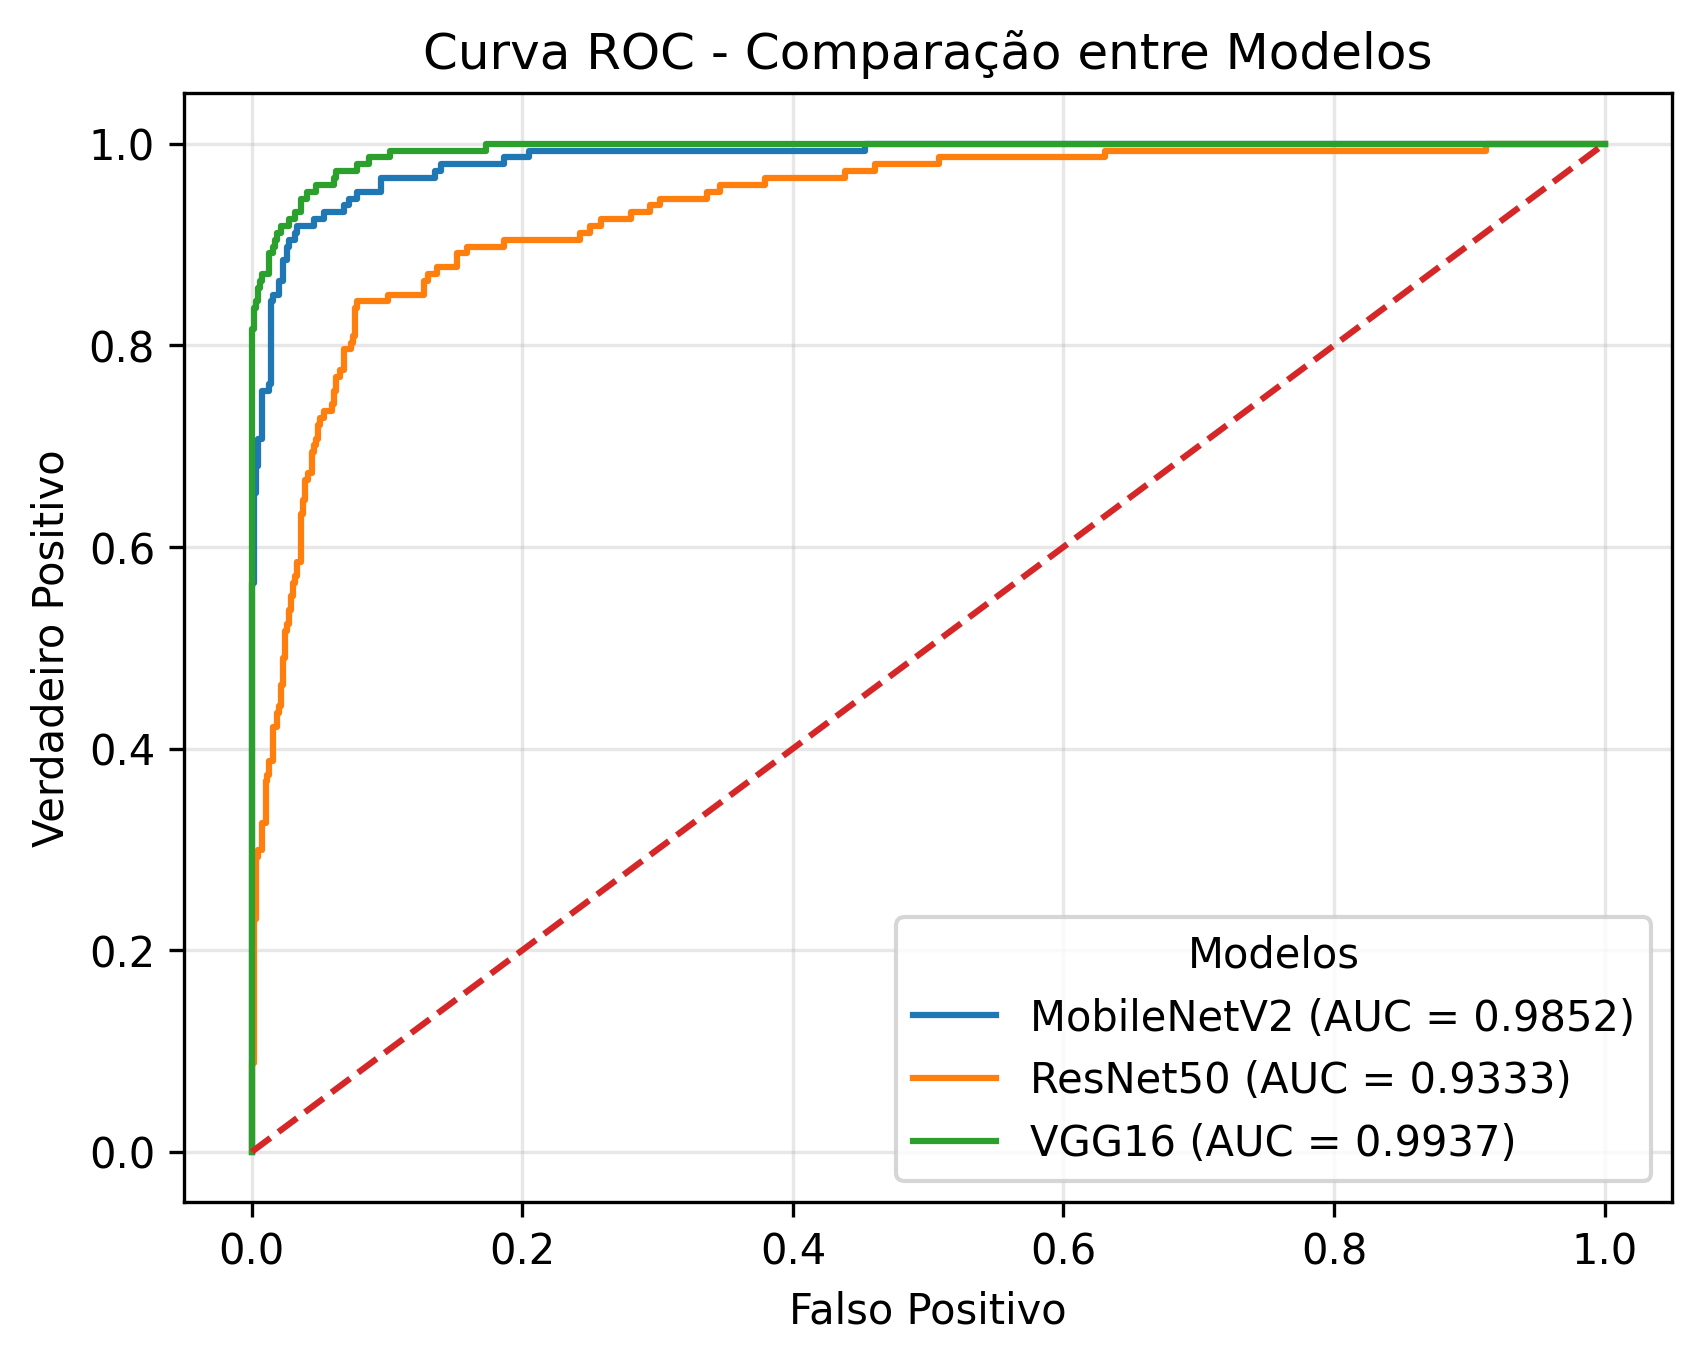 Curva ROC - Comparação entre Modelos
1.0
0.8
0.6
0.4
0.2
0.0
Verdadeiro Positivo
0.0 0.2 0.4 0.6 0.8 1.0
Falso Positivo
Modelos
MobileNetV2 (AUC = 0.9852)
ResNet50 (AUC = 0.9333)
VGG16 (AUC = 0.9937)